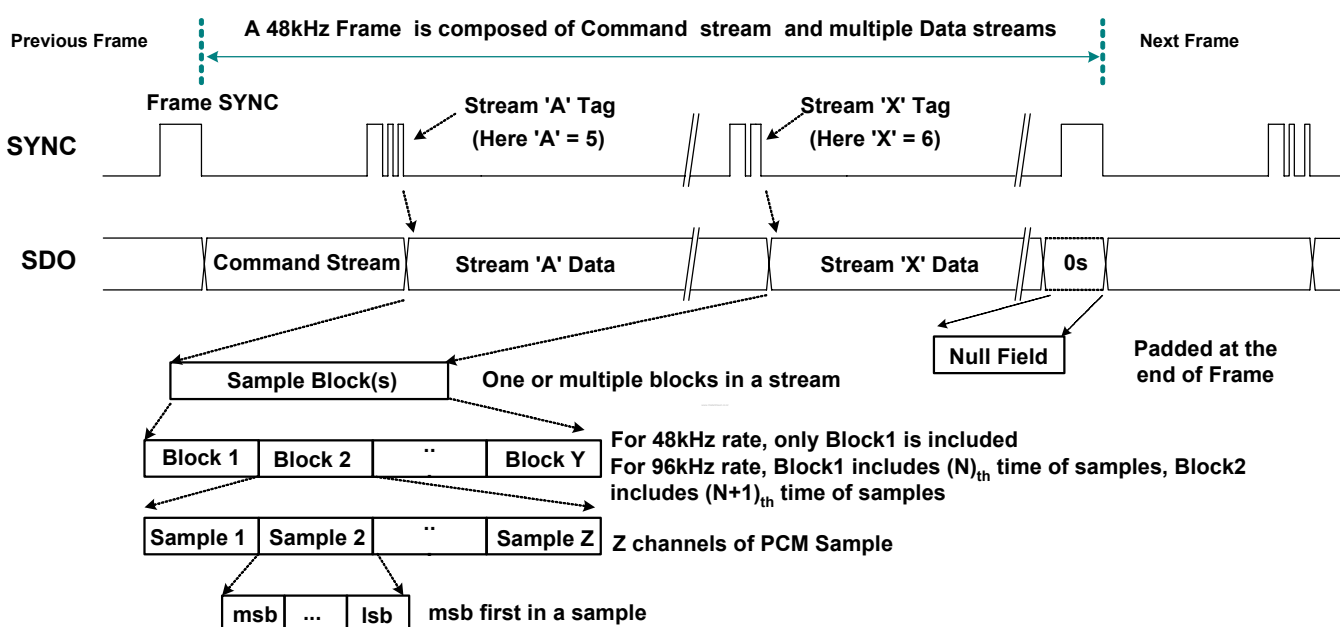 A 48kHz Frame is composed of Command stream and multiple Data streams
Previous Frame
Next Frame
Frame SYNC
Stream 'A' Tag
(Here 'A' = 5)
Stream 'X' Tag
(Here 'X' = 6)
SYNC
SDO
Command Stream
Stream 'A' Data
Stream 'X' Data
0s
Null Field
Padded at the
end of Frame
Sample Block(s)
One or multiple blocks in a stream
Block 1
Block 2
..
.
Block Y
For 48kHz rate, only Block1 is included
For 96kHz rate, Block1 includes (N)th time of samples, Block2
includes (N+1)th time of samples
Sample 1
Sample 2
..
.
Sample Z
Z channels of PCM Sample
msb
...
lsb
msb first in a sample